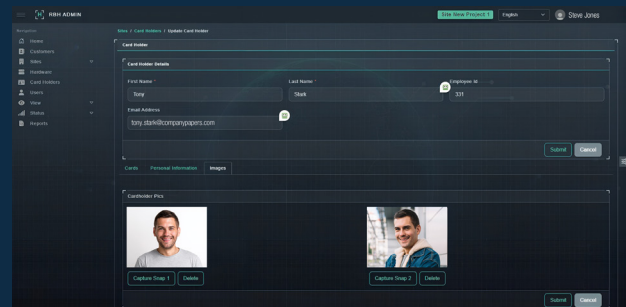 RBH ADMIN
Site New Project 1
English
Steve Jones
Navigation
Home
Customers
Sites
Hardware
Card Holders
Users
View
Status
Reports
Sites / Card Holders / Update Card Holder
Card Holder
Card Holder Details
First Name *
Last Name *
Employee Id
Tony
Stark
331
Email Address
tony.stark@companypapers.com
Submit
Cancel
Cards
Personal Information
Images
Cardholder Pics
Capture Snap 1
Delete
Capture Snap 2
Delete
Submit
Cancel